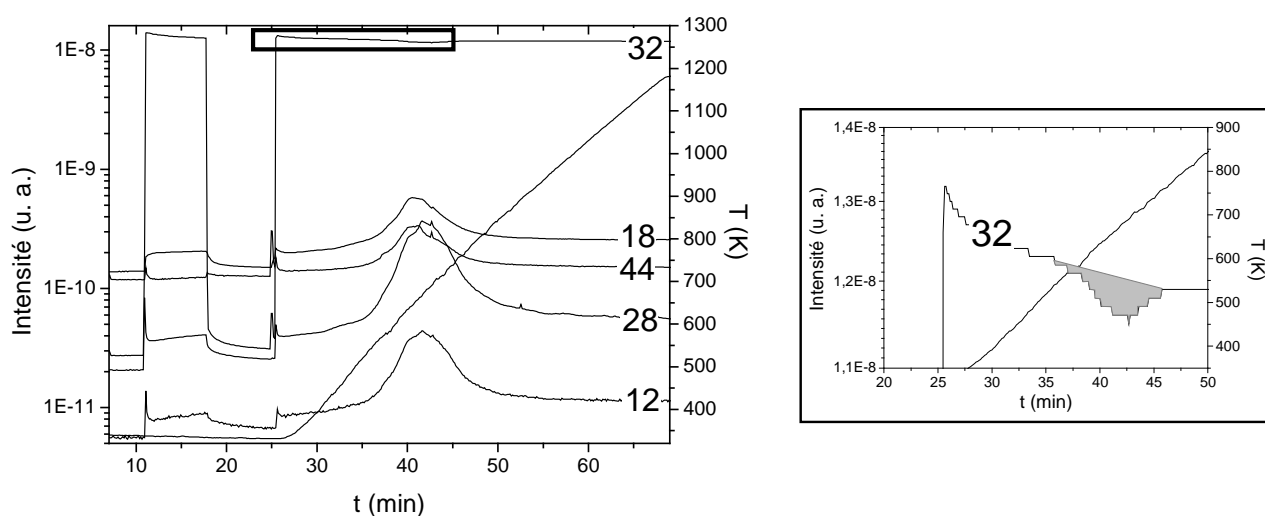 1E-8
1E-9
1E-10
1E-11
Intensité (u. a.)
10 20 30 40 50 60
t (min)
1300
1200
1100
1000
900
800
700
600
500
400
T (K)
32
18
44
28
12
1,4E-8
1,3E-8
1,2E-8
1,1E-8
Intensité (u. a.)
32
20 25 30 35 40 45 50
t (min)
900
800
700
600
500
400
T (K)